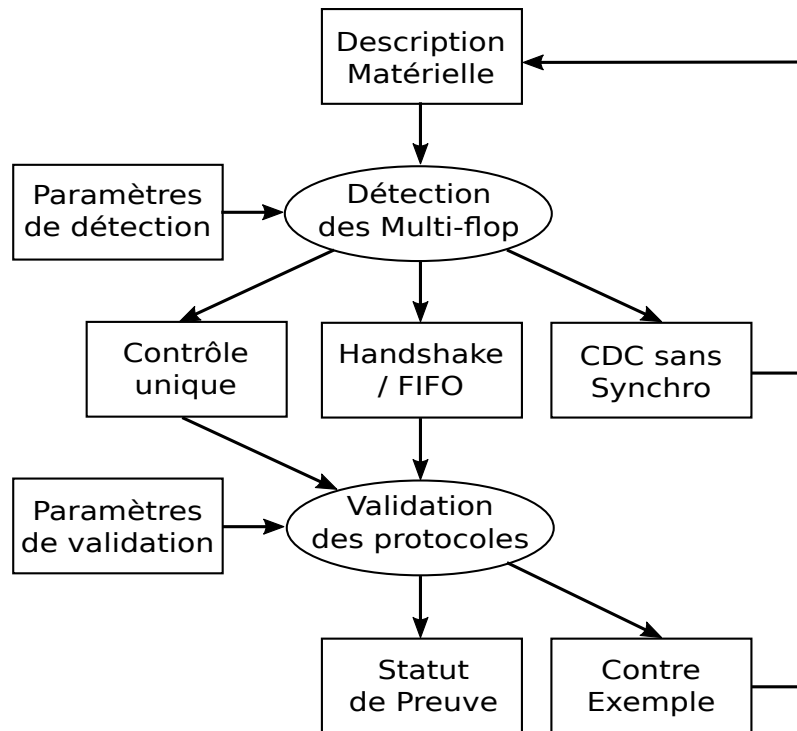 Description
Matérielle
Paramètres
de détection
Détection
des Multi-flop
Contrôle
unique
Handshake
/ FIFO
CDC sans
Synchro
Paramètres
de validation
Validation
des protocoles
Statut
de Preuve
Contre
Exemple